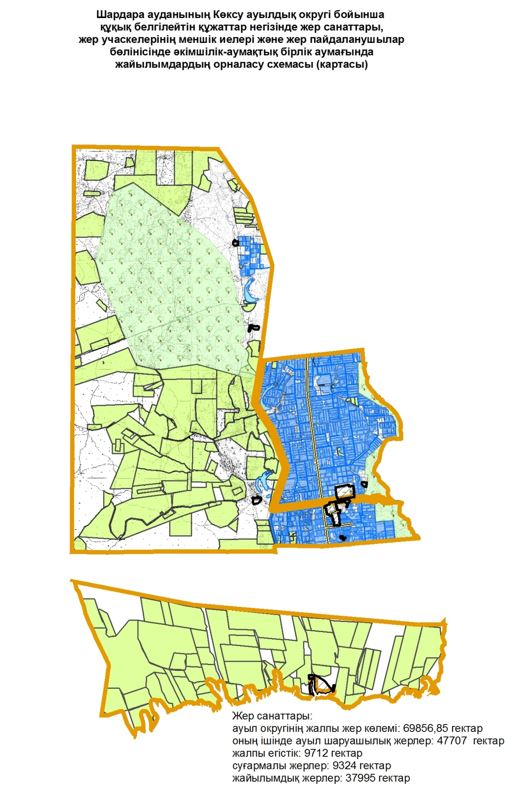 Шардара ауданының Көксу ауылдық округі бойынша
құқық белгілейтін құжаттар негізінде жер санаттары,
жер учаскелерінің меншік иелері және жер пайдаланушылар
бөлінісінде әкімшілік-аумақтық бірлік аумағында
жайылымдардың орналасу схемасы (картасы)
Жер санаттары:
ауыл округінің жалпы жер көлемі: 69856,85 гектар
оның ішінде ауыл шаруашылық жерлер: 47707 гектар
жалпы егістік: 9712 гектар
суғармалы жерлер: 9324 гектар
жайылымдық жерлер: 37995 гектар